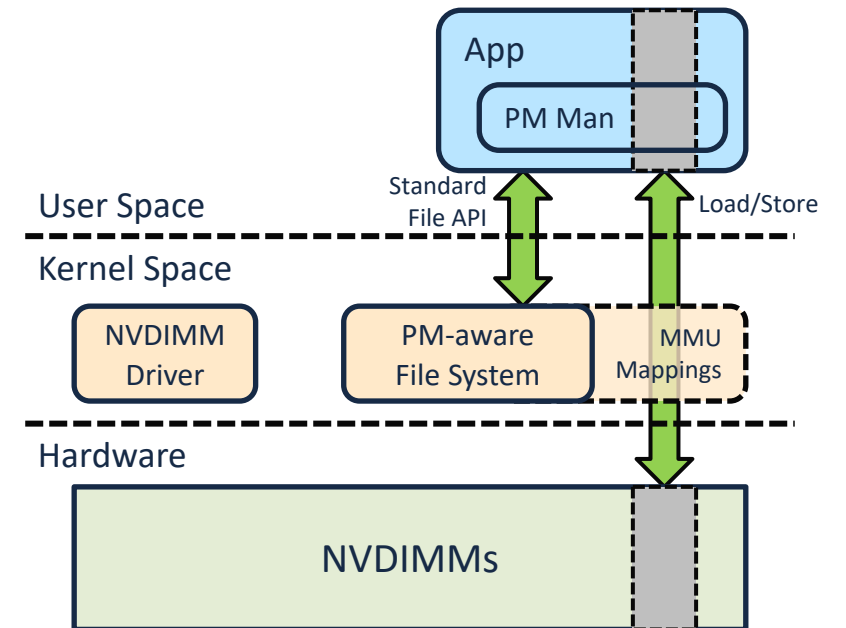 App
PM Man
Standard
File API
Load/Store
User Space
Kernel Space
NVDIMM
Driver
PM-aware
File System
MMU
Mappings
Hardware
NVDIMMs